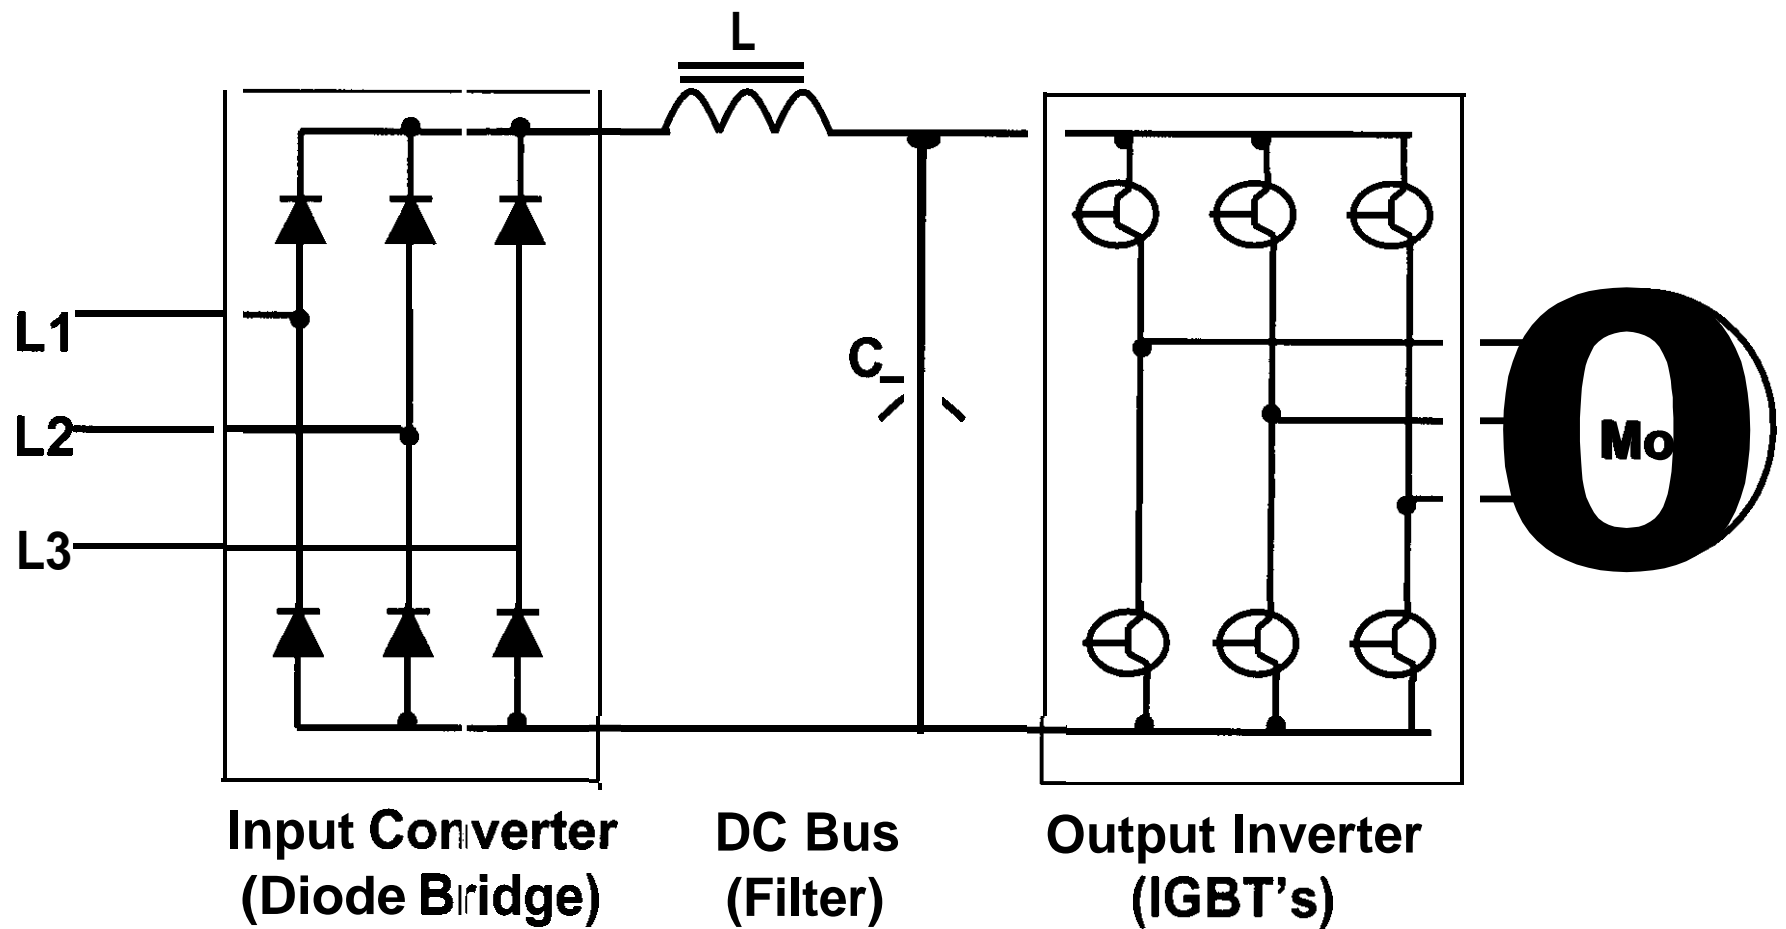 L
L1
L2
L3
C
Mo
Input Converter
(Diode Bridge)
DC Bus
(Filter)
Output Inverter
(IGBT’s)